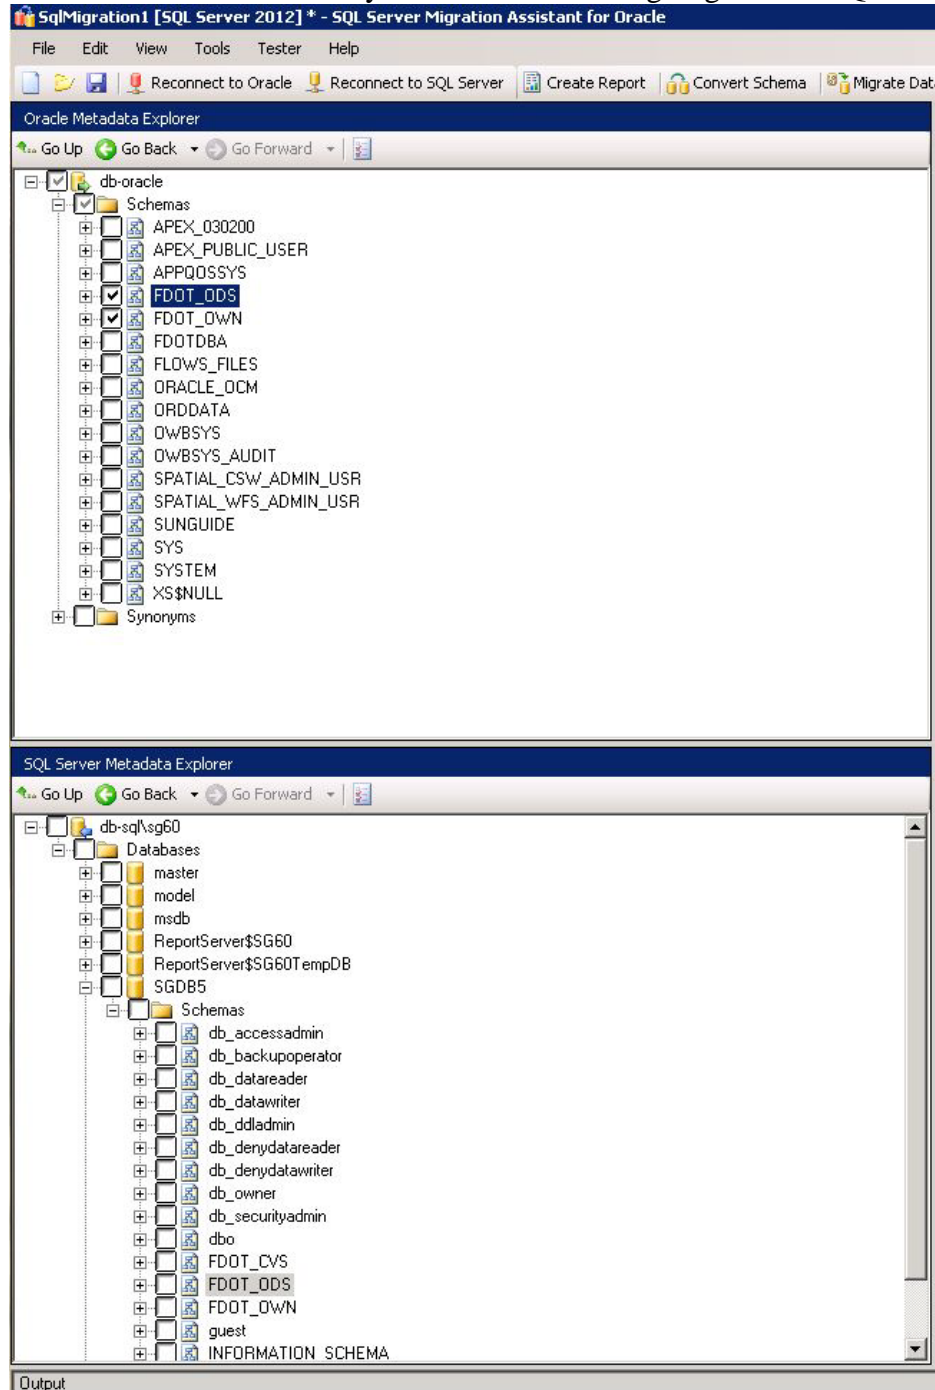 SqlMigration1 [SQL Server 2012] * - SQL Server Migration Assistant for Oracle
File Edit View Tools Tester Help
Reconnect to Oracle Reconnect to SQL Server Create Report Convert Schema Migrate Dat
Oracle Metadata Explorer
Go Up Go Back Go Forward
db-oracle
Schemas
APEX_030200
APEX_PUBLIC_USER
APPQOSSYS
FDOT_ODS
FDOT_OWN
FDOTDBA
FLOWS_FILES
ORACLE_OCM
ORDDATA
OWBSYS
OWBSYS_AUDIT
SPATIAL_CSW_ADMIN_USR
SPATIAL_WFS_ADMIN_USR
SUNGUIDE
SYS
SYSTEM
XS$NULL
Synonyms
SQL Server Metadata Explorer
Go Up Go Back Go Forward
db-sql\sg60
Databases
master
model
msdb
ReportServer$SG60
ReportServer$SG60TempDB
SGDB5
Schemas
db_accessadmin
db_backupoperator
db_datareader
db_datawriter
db_ddladmin
db_denydatareader
db_denydatawriter
db_owner
db_securityadmin
dbo
FDOT_CVS
FDOT_ODS
FDOT_OWN
guest
INFORMATION_SCHEMA
Output